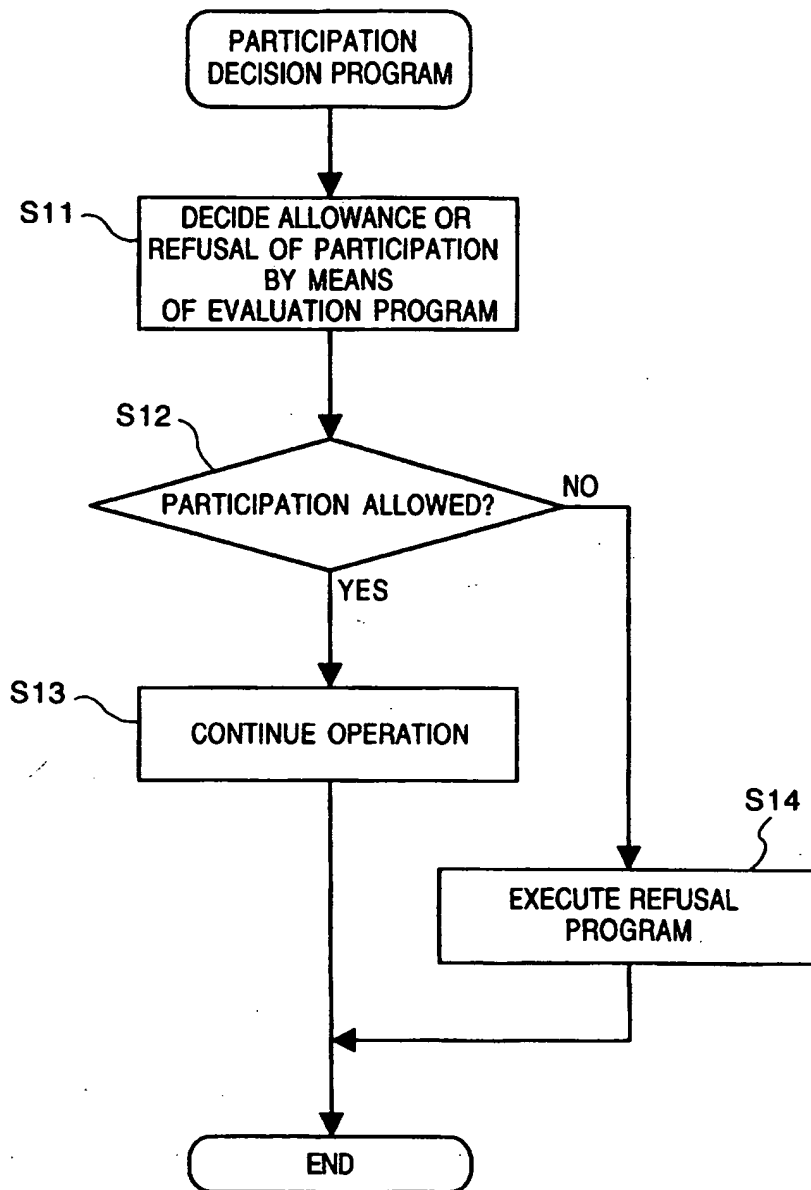 PARTICIPATION
DECISION PROGRAM
S11
DECIDE ALLOWANCE OR
REFUSAL OF PARTICIPATION
BY MEANS
OF EVALUATION PROGRAM
S12
PARTICIPATION ALLOWED?
NO
YES
S13
CONTINUE OPERATION
S14
EXECUTE REFUSAL
PROGRAM
END